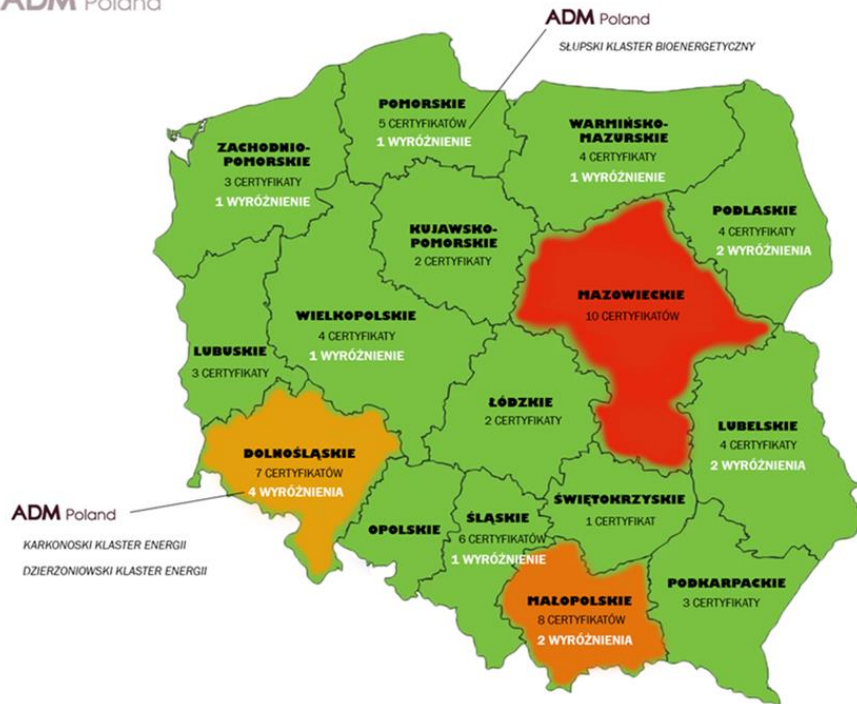 ADM Poland
ADM Poland
SŁUPSKI KLASTER BIOENERGETYCZNY
POMORSKIE
5 CERTYFIKATÓW
1 WYRÓŻNIENIE
WARMIŃSKO-
MAZURSKIE
4 CERTYFIKATY
1 WYRÓŻNIENIE
ZACHODNIO-
POMORSKIE
3 CERTYFIKATY
1 WYRÓŻNIENIE
PODLASKIE
4 CERTYFIKATY
2 WYRÓŻNIENIA
KUJAWSKO-
POMORSKIE
2 CERTYFIKATY
MAZOWIECKIE
10 CERTYFIKATÓW
WIELKOPOLSKIE
4 CERTYFIKATY
1 WYRÓŻNIENIE
LUBUSKIE
3 CERTYFIKATY
ŁÓDZKIE
2 CERTYFIKATY
LUBELSKIE
4 CERTYFIKATY
2 WYRÓŻNIENIA
DOLNOŚLĄSKIE
7 CERTYFIKATÓW
4 WYRÓŻNIENIA
ADM Poland
KARKONOSKI KLASTER ENERGII
DZIERŻONIOWSKI KLASTER ENERGII
OPOLSKIE
ŚLĄSKIE
6 CERTYFIKATÓW
1 WYRÓŻNIENIE
ŚWIĘTOKRZYSKIE
1 CERTYFIKAT
MAŁOPOLSKIE
8 CERTYFIKATÓW
2 WYRÓŻNIENIA
PODKARPACKIE
3 CERTYFIKATY